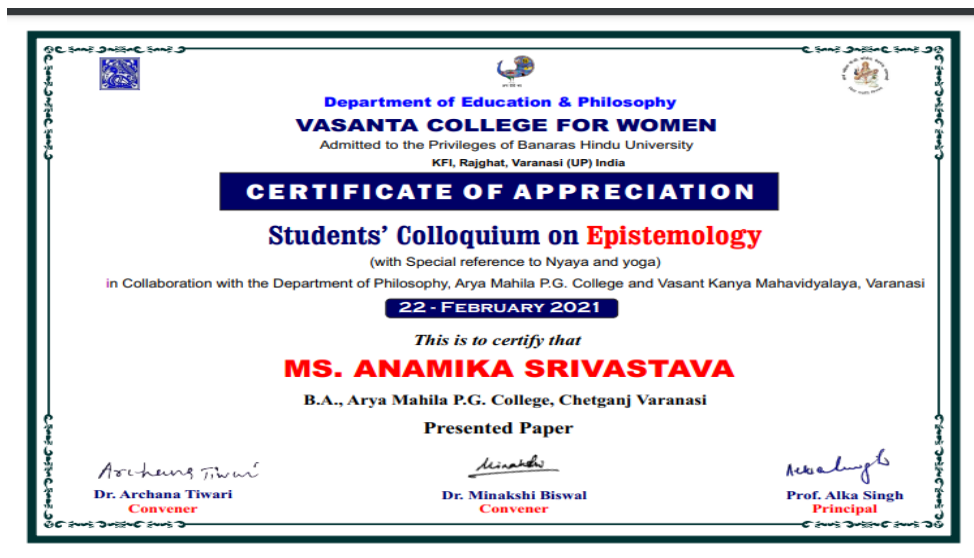 Department of Education & Philosophy
VASANTA COLLEGE FOR WOMEN
Admitted to the Privileges of Banaras Hindu University
KFI, Rajghat, Varanasi (UP) India
CERTIFICATE OF APPRECIATION
Students' Colloquium on Epistemology
(with Special reference to Nyaya and yoga)
in Collaboration with the Department of Philosophy, Arya Mahila P.G. College and Vasant Kanya Mahavidyalaya, Varanasi
22 - FEBRUARY 2021
This is to certify that
MS. ANAMIKA SRIVASTAVA
B.A., Arya Mahila P.G. College, Chetganj Varanasi
Presented Paper
Archana Tiwari
Minakshi
Dr. Archana Tiwari
Convener
Dr. Minakshi Biswal
Convener
Prof. Alka Singh
Principal